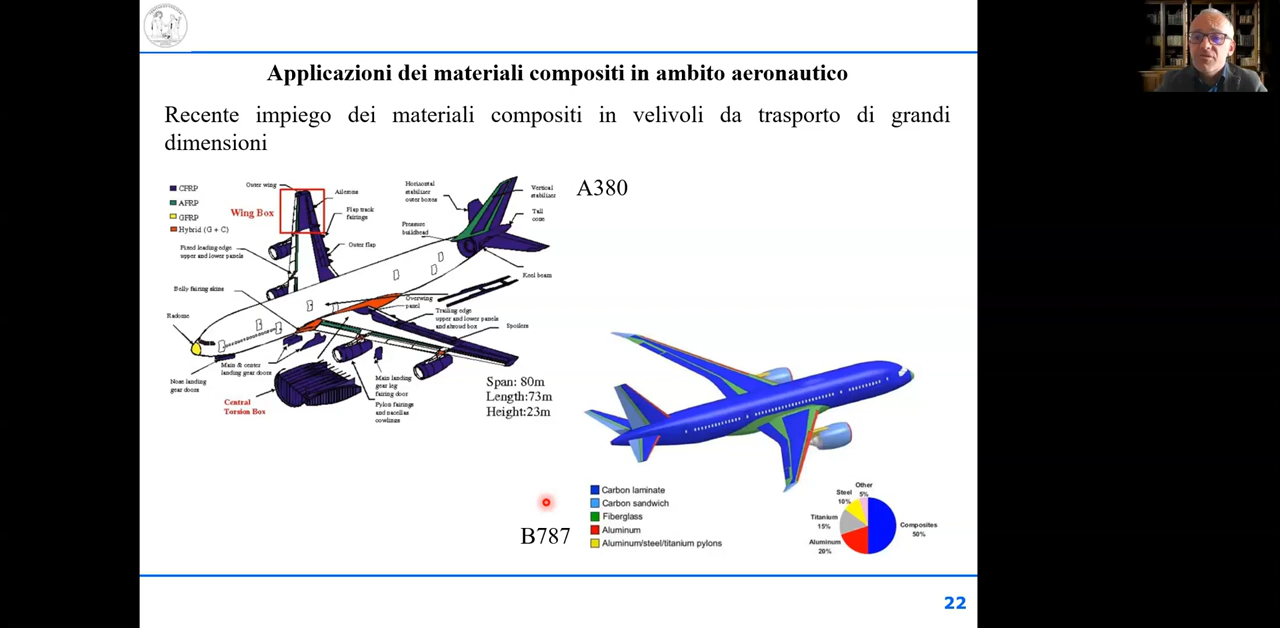 Applicazioni dei materiali compositi in ambito aeronautico
Recente impiego dei materiali compositi in velivoli da trasporto di grandi
dimensioni
A380
CFRP
AFRP
GFRP
Hybrid (G + C)
Outer wing
Ailerons
Wing Box
Flap track
fairings
Outer flap
Fixed leading edge
upper and lower panels
Belly fairing skins
Radome
Nose landing
gear doors
Main & center
landing gear doors
Central
Torsion Box
Main landing
gear leg
fairing door
Pylon fairings
and nacelles
cowlings
Horizontal
stabilizer
outer boxes
Vertical
stabilizer
Tail
cone
Pressure
bulkhead
Keel beam
Overwing
panel
Trailing edge
upper and lower panels
and shroud box
Spoilers
Span: 80m
Length:73m
Height:23m
B787
Carbon laminate
Carbon sandwich
Fiberglass
Aluminum
Aluminum/steel/titanium pylons
Other
5%
Steel
10%
Titanium
15%
Aluminum
20%
Composites
50%
22